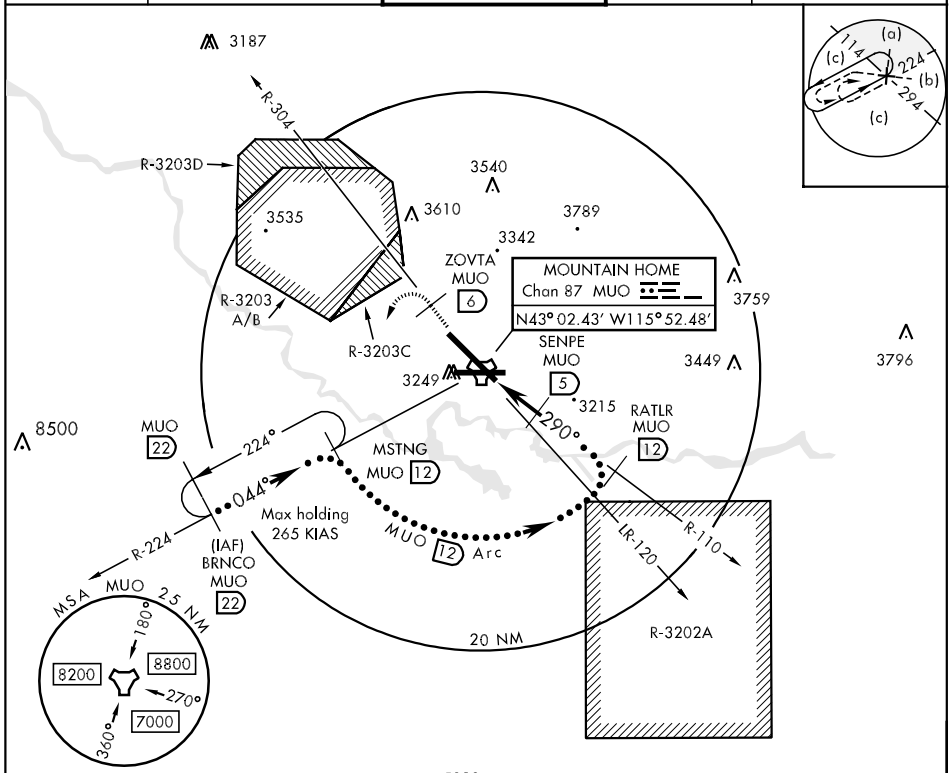 3187
R-304
R-3203D
3535
3610
3540
3789
3342
ZOVTA
MUO
6
MOUNTAIN HOME
Chan 87 MUO
N43° 02.43' W115° 52.48'
3759
3796
3449
R-3203
A/B
R-3203C
3249
SENPE
MUO
5
3215
290°
RATLR
MUO
12
8500
MUO
22
224°
044°
MSTNG
MUO 12
Max holding
265 KIAS
MUO 12 Arc
R-224
(IAF)
BRNCO
MUO
22
LR-120
R-110
R-3202A
20 NM
MSA MUO 25 NM
180°
8200
8800
270°
7000
360°
(a)
114
(c)
224
(b)
294
(c)